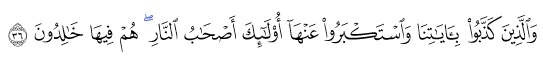 وَٱلَّذِينَ كَذَّبُوا۟ بِـَٔايَـٰتِنَا وَٱسْتَكْبَرُوا۟ عَنْهَآ أُو۟لَـٰٓئِكَ أَصْحَـٰبُ ٱلنَّارِ ۖ هُمْ فِيهَا خَـٰلِدُونَ ﴿٣٦﴾